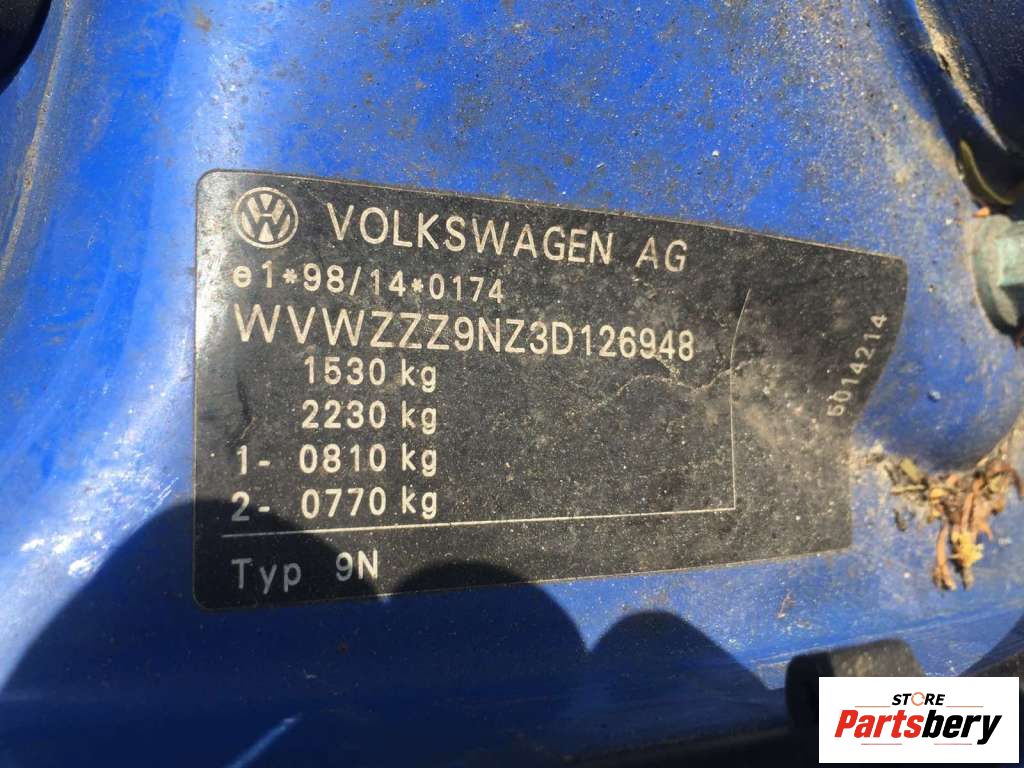 VOLKSWAGEN AG
e1*98/14*0174
WVWZZZ9NZ3D126948
1530 kg
2230 kg
1- 0810 kg
2- 0770 kg
Typ 9N
5014214
STORE
Partsbery